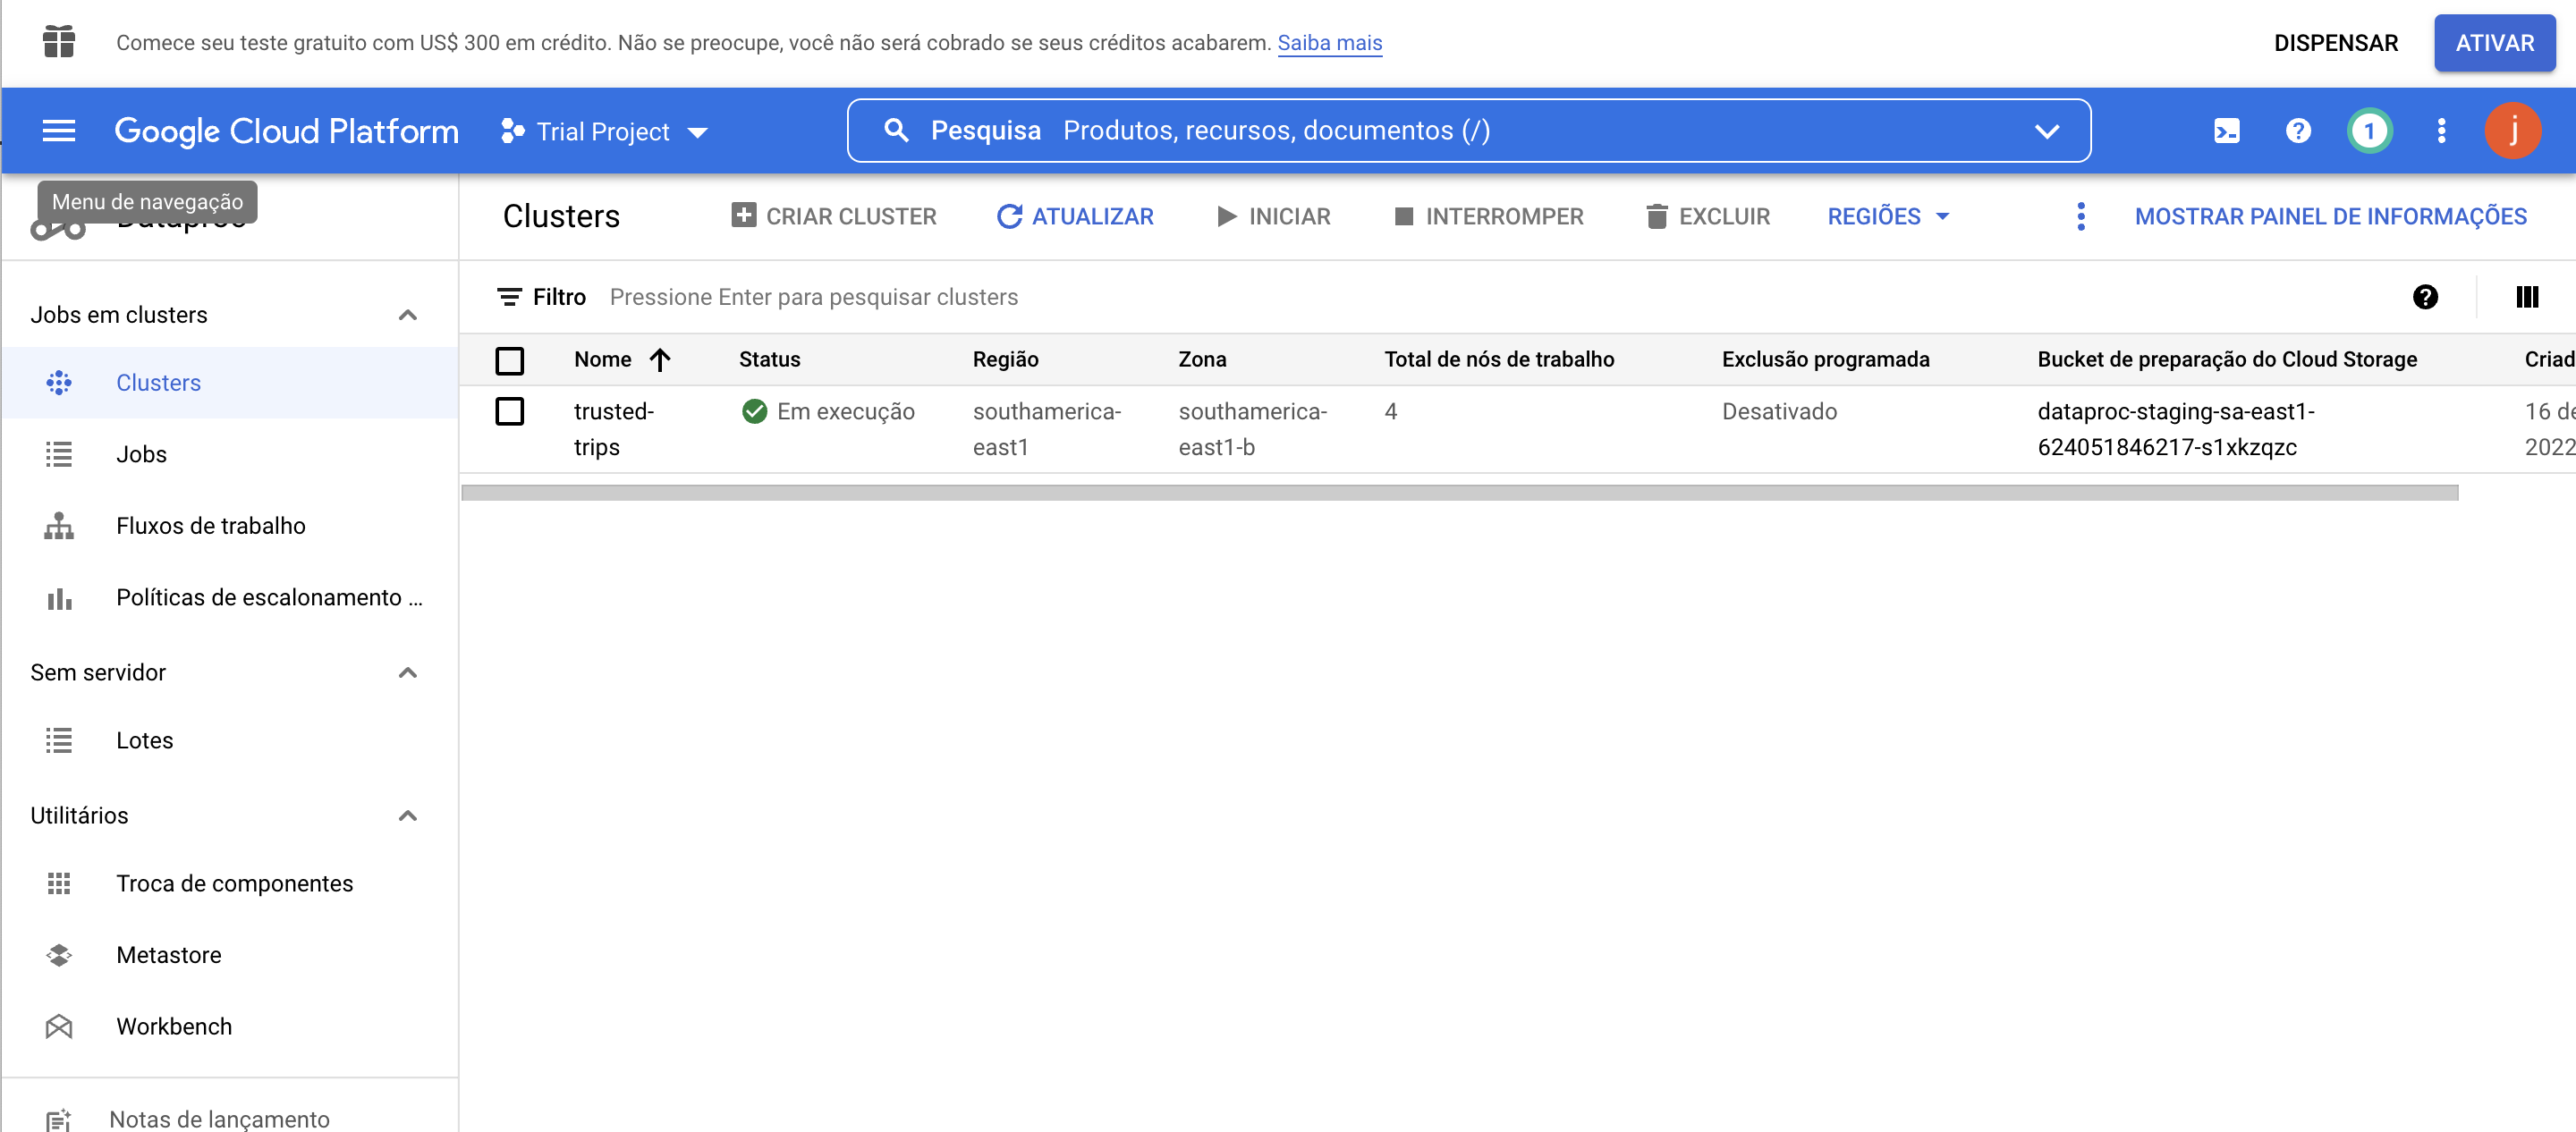 Comece seu teste gratuito com US$ 300 em crédito. Não se preocupe, você não será cobrado se seus créditos acabarem. Saiba mais
DISPENSAR
ATIVAR
Google Cloud Platform
Trial Project
Pesquisa Produtos, recursos, documentos (/)
1
j
Menu de navegação
Dataproc
Clusters
CRIAR CLUSTER
ATUALIZAR
INICIAR
INTERROMPER
EXCLUIR
REGIÕES
MOSTRAR PAINEL DE INFORMAÇÕES
Jobs em clusters
Clusters
Jobs
Fluxos de trabalho
Políticas de escalonamento ...
Sem servidor
Lotes
Utilitários
Troca de componentes
Metastore
Workbench
Notas de lançamento
Filtro Pressione Enter para pesquisar clusters
Nome Status Região Zona Total de nós de trabalho Exclusão programada Bucket de preparação do Cloud Storage Criad
trusted- Em execução southamerica- southamerica- 4 Desativado dataproc-staging-sa-east1- 16 de
trips east1 east1-b 624051846217-s1xkzqzc 2022